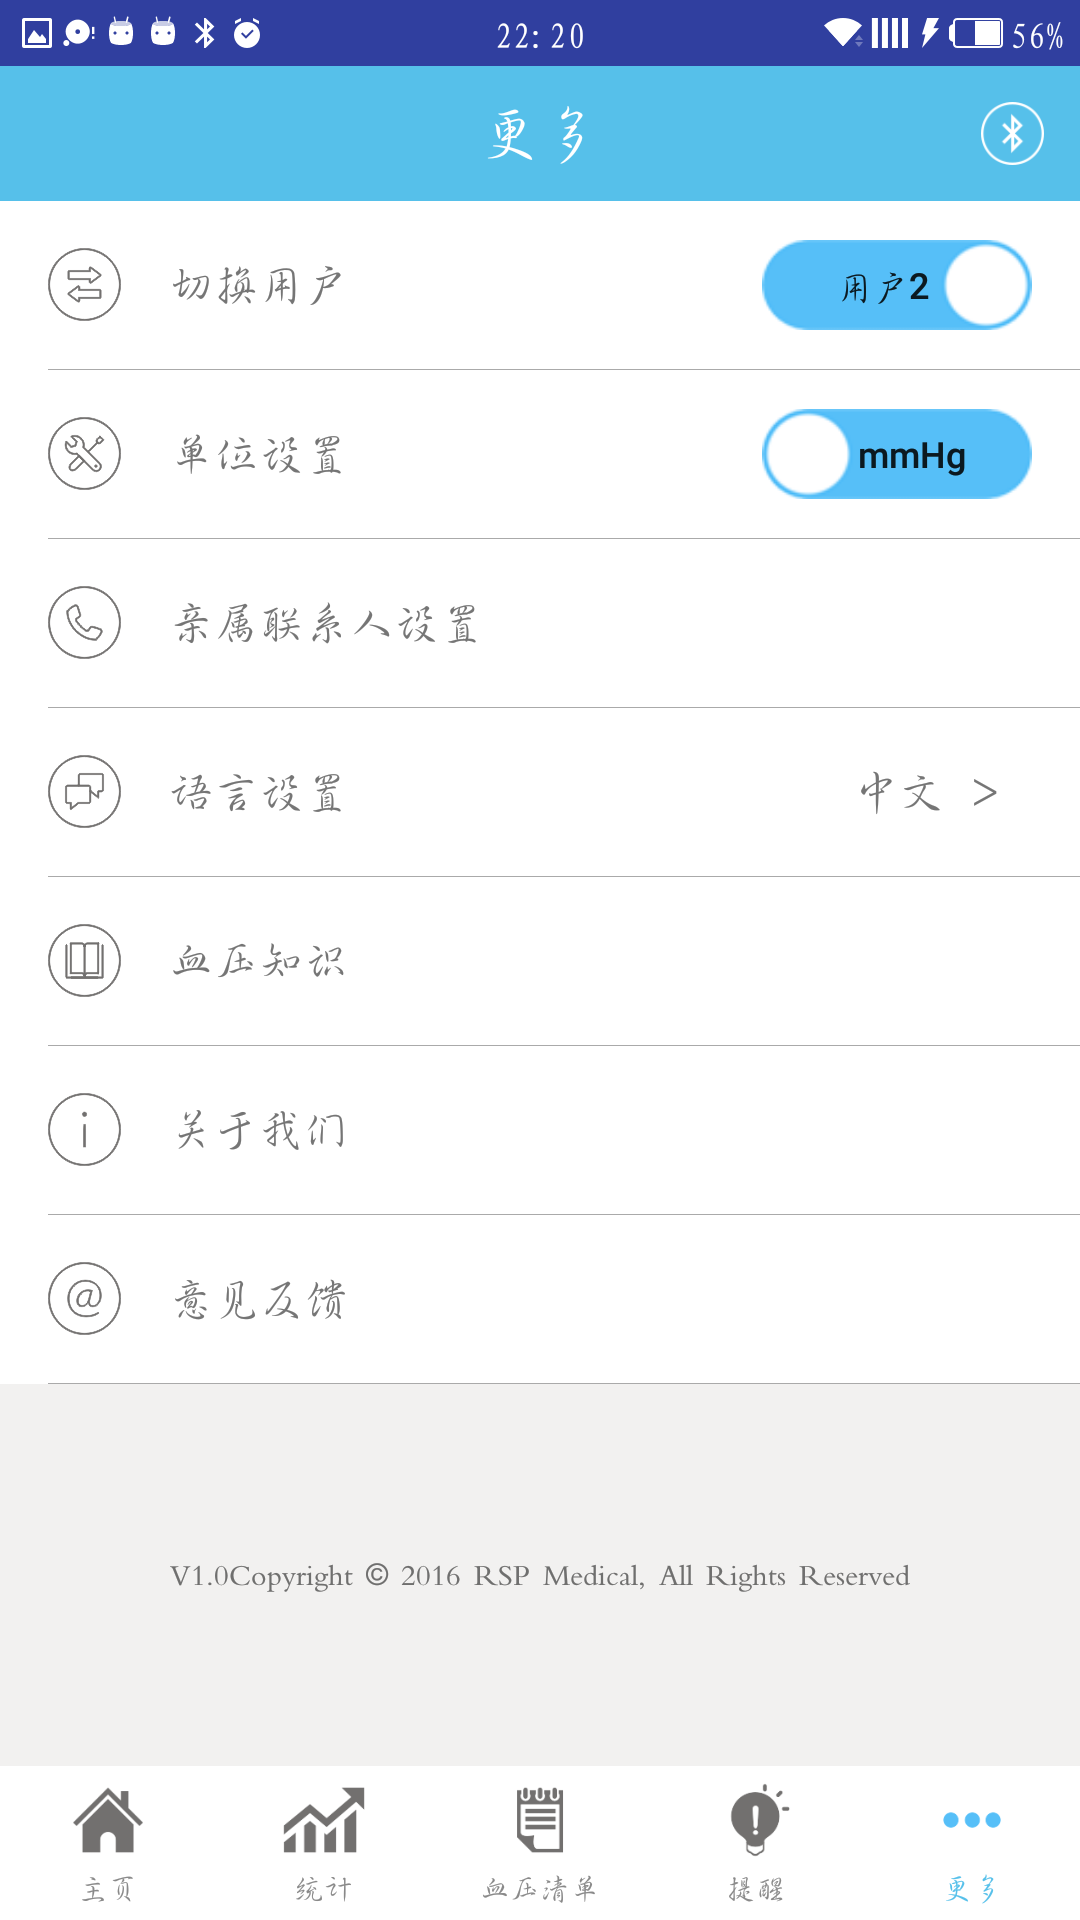 22:20 56%
更多
切换用户 用户2
单位设置 mmHg
亲属联系人设置
语言设置 中文 >
血压知识
关于我们
意见反馈
V1.0Copyright © 2016 RSP Medical, All Rights Reserved
主页 统计 血压清单 提醒 更多